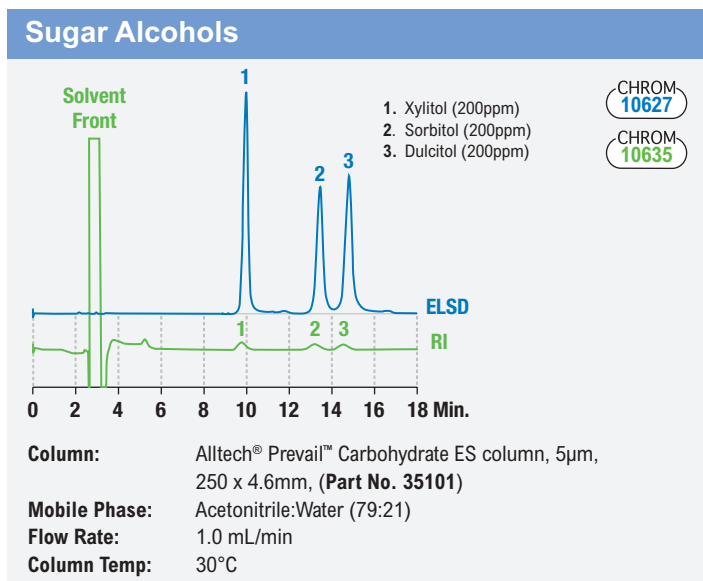 Sugar Alcohols
Solvent
Front
1
2
3
1. Xylitol (200ppm)
2. Sorbitol (200ppm)
3. Dulcitol (200ppm)
CHROM
10627
CHROM
10635
ELSD
1
2
3
RI
0 2 4 6 8 10 12 14 16 18 Min.
Column: Alltech® Prevail™ Carbohydrate ES column, 5µm,
250 x 4.6mm, (Part No. 35101)
Mobile Phase: Acetonitrile:Water (79:21)
Flow Rate: 1.0 mL/min
Column Temp: 30°C